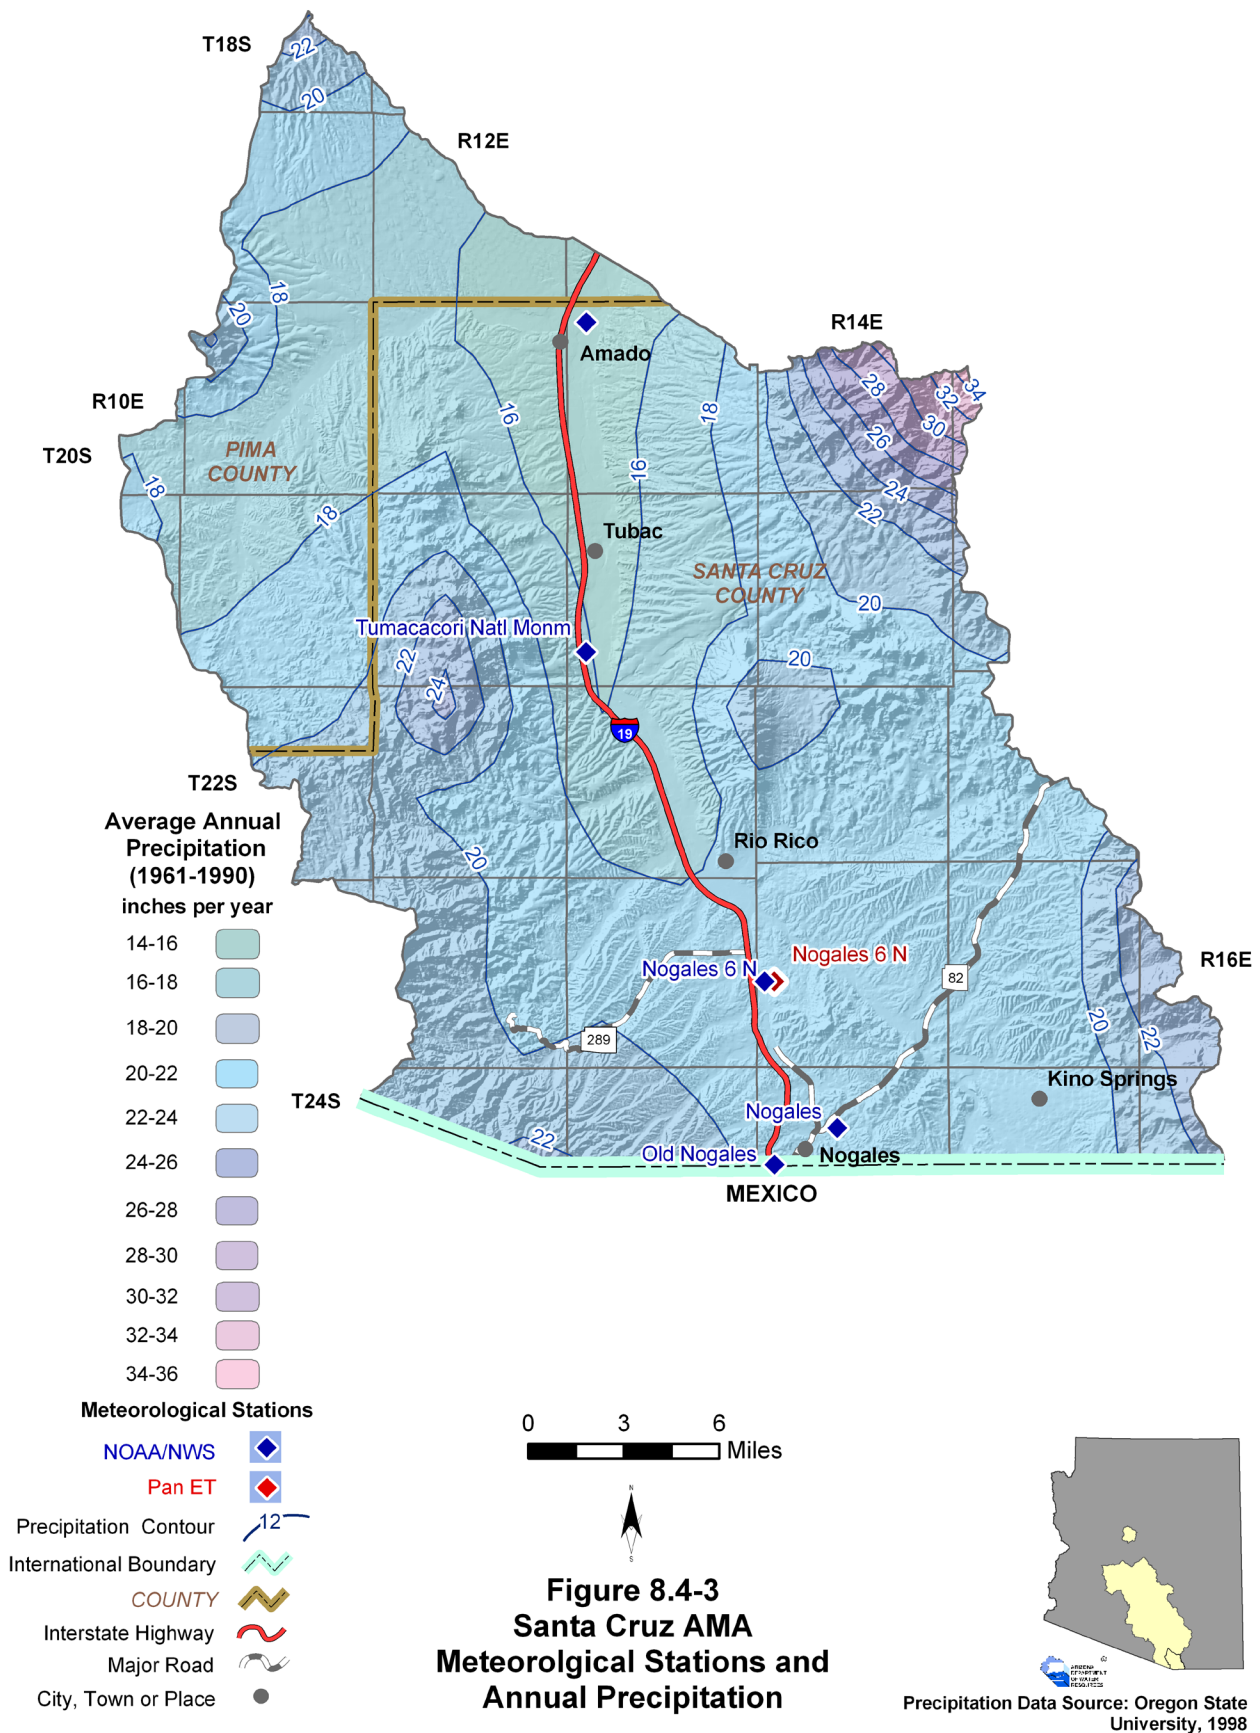 T18S
22
20
R12E
18
20
R14E
Amado
28
32
34
R10E
16
18
30
26
T20S
PIMA
COUNTY
16
18
18
24
22
Tubac
SANTA CRUZ
COUNTY
20
Tumacacori Natl Monm
22
20
24
19
T22S
Average Annual
Precipitation
(1961-1990)
inches per year
14-16
16-18
18-20
20-22
22-24
24-26
26-28
28-30
30-32
32-34
34-36
Rio Rico
20
Nogales 6 N
Nogales 6 N
R16E
82
20
22
289
Kino Springs
T24S
Nogales
22
Old Nogales
Nogales
MEXICO
Meteorological Stations
NOAA/NWS
Pan ET
Precipitation Contour
12
International Boundary
COUNTY
Interstate Highway
Major Road
City, Town or Place
0 3 6
Miles
N
S
Figure 8.4-3
Santa Cruz AMA
Meteorolgical Stations and
Annual Precipitation
ARIZONA
DEPARTMENT
OF WATER
RESOURCES
Precipitation Data Source: Oregon State
University, 1998